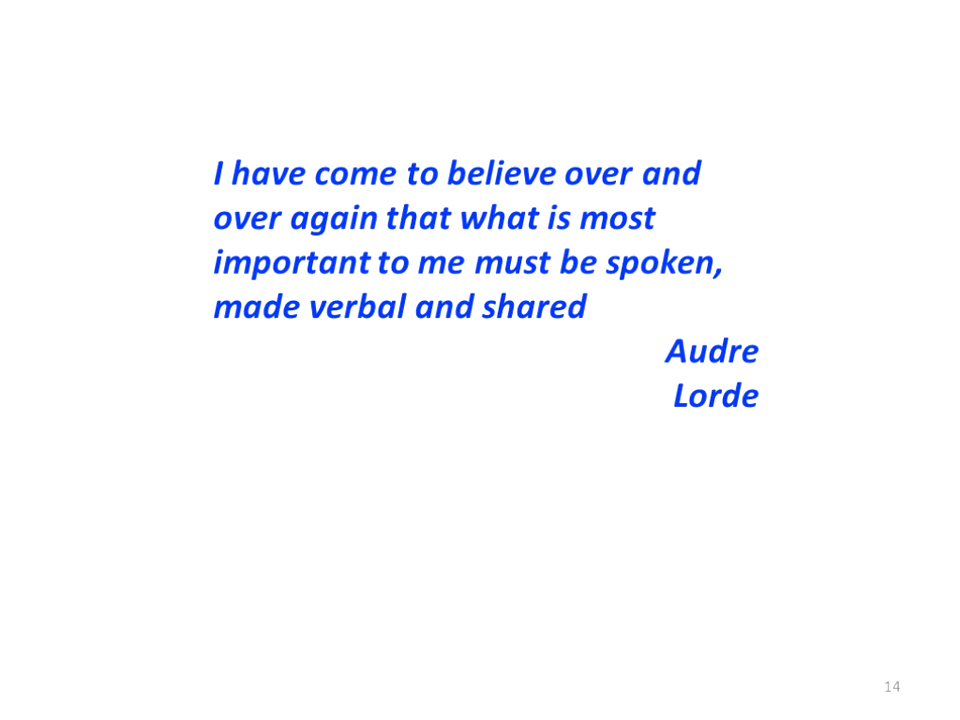 I have come to believe over and
over again that what is most
important to me must be spoken,
made verbal and shared
Audre
Lorde
14